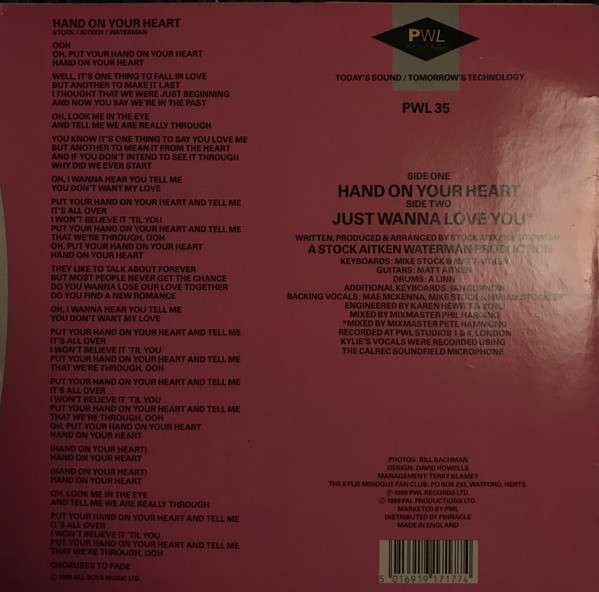 HAND ON YOUR HEART
STOCK / AITKEN / WATERMAN
OOH
OH, PUT YOUR HAND ON YOUR HEART
HAND ON YOUR HEART
WELL, IT'S ONE THING TO FALL IN LOVE
BUT ANOTHER TO MAKE IT LAST
I THOUGHT THAT WE WERE JUST BEGINNING
AND NOW YOU SAY WE'RE IN THE PAST
OH, LOOK ME IN THE EYE
AND TELL ME WE ARE REALLY THROUGH
YOU KNOW IT'S ONE THING TO SAY YOU LOVE ME
BUT ANOTHER TO MEAN IT FROM THE HEART
AND IF YOU DON'T INTEND TO SEE IT THROUGH
WHY DID WE EVER START
OH, I WANNA HEAR YOU TELL ME
YOU DON'T WANT MY LOVE
PUT YOUR HAND ON YOUR HEART AND TELL ME
IT'S ALL OVER
I WON'T BELIEVE IT 'TIL YOU
PUT YOUR HAND ON YOUR HEART AND TELL ME
THAT WE'RE THROUGH, OOH
OH, PUT YOUR HAND ON YOUR HEART
HAND ON YOUR HEART
THEY LIKE TO TALK ABOUT FOREVER
BUT MOST PEOPLE NEVER GET THE CHANCE
DO YOU WANNA LOSE OUR LOVE TOGETHER
DO YOU FIND A NEW ROMANCE
OH, I WANNA HEAR YOU TELL ME
YOU DON'T WANT MY LOVE
PUT YOUR HAND ON YOUR HEART AND TELL ME
IT'S ALL OVER
I WON'T BELIEVE IT 'TIL YOU
PUT YOUR HAND ON YOUR HEART AND TELL ME
THAT WE'RE THROUGH, OOH
PUT YOUR HAND ON YOUR HEART AND TELL ME
IT'S ALL OVER
I WON'T BELIEVE IT 'TIL YOU
PUT YOUR HAND ON YOUR HEART AND TELL ME
THAT WE'RE THROUGH, OOH
OH, PUT YOUR HAND ON YOUR HEART
HAND ON YOUR HEART
(HAND ON YOUR HEART)
HAND ON YOUR HEART
(HAND ON YOUR HEART)
HAND ON YOUR HEART
OH, LOOK ME IN THE EYE
AND TELL ME WE ARE REALLY THROUGH
PUT YOUR HAND ON YOUR HEART AND TELL ME
IT'S ALL OVER
I WON'T BELIEVE IT 'TIL YOU
PUT YOUR HAND ON YOUR HEART AND TELL ME
THAT WE'RE THROUGH, OOH
CHORUSES TO FADE
© 1989 ALL BOYS MUSIC LTD.
PWL
TODAY'S SOUND / TOMORROW'S TECHNOLOGY
PWL 35
SIDE ONE
HAND ON YOUR HEART
SIDE TWO
JUST WANNA LOVE YOU*
WRITTEN, PRODUCED & ARRANGED BY STOCK AITKEN & WATERMAN
A STOCK AITKEN WATERMAN PRODUCTION
KEYBOARDS: MIKE STOCK & MATT AITKEN
GUITARS: MATT AITKEN
DRUMS: A LINN
ADDITIONAL KEYBOARDS: IAN CURNOW
BACKING VOCALS: MAE MCKENNA, MIKE STOCK & MIRIAM STOCKLEY
ENGINEERED BY KAREN HEWITT & YOYO
MIXED BY MIXMASTER PHIL HARDING
*MIXED BY MIXMASTER PETE HAMMOND
RECORDED AT PWL STUDIOS 1 & 4, LONDON
KYLIE'S VOCALS WERE RECORDED USING
THE CALREC SOUNDFIELD MICROPHONE
PHOTOS: BILL BACHMAN
DESIGN: DAVID HOWELLS
MANAGEMENT: TERRY BLAMEY
THE KYLIE MINOGUE FAN CLUB: PO BOX 292, WATFORD, HERTS.
℗ 1989 PWL RECORDS LTD.
© 1989 PAL PRODUCTIONS LTD.
MARKETED BY PWL
DISTRIBUTED BY PINNACLE
MADE IN ENGLAND
5 016919 171774